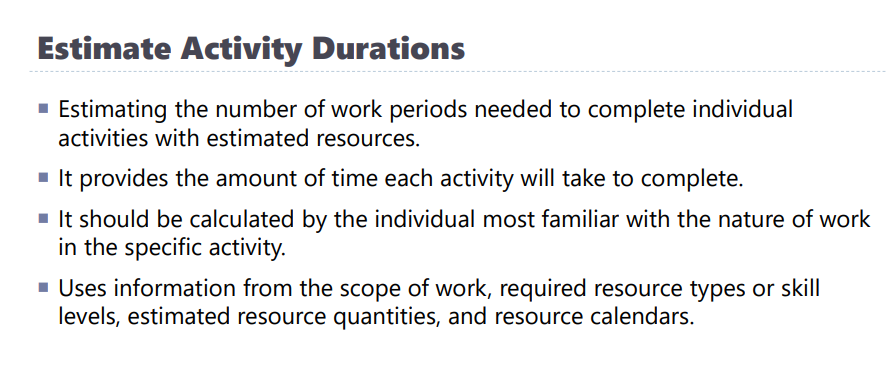 Estimate Activity Durations
Estimating the number of work periods needed to complete individual
activities with estimated resources.
It provides the amount of time each activity will take to complete.
It should be calculated by the individual most familiar with the nature of work
in the specific activity.
Uses information from the scope of work, required resource types or skill
levels, estimated resource quantities, and resource calendars.